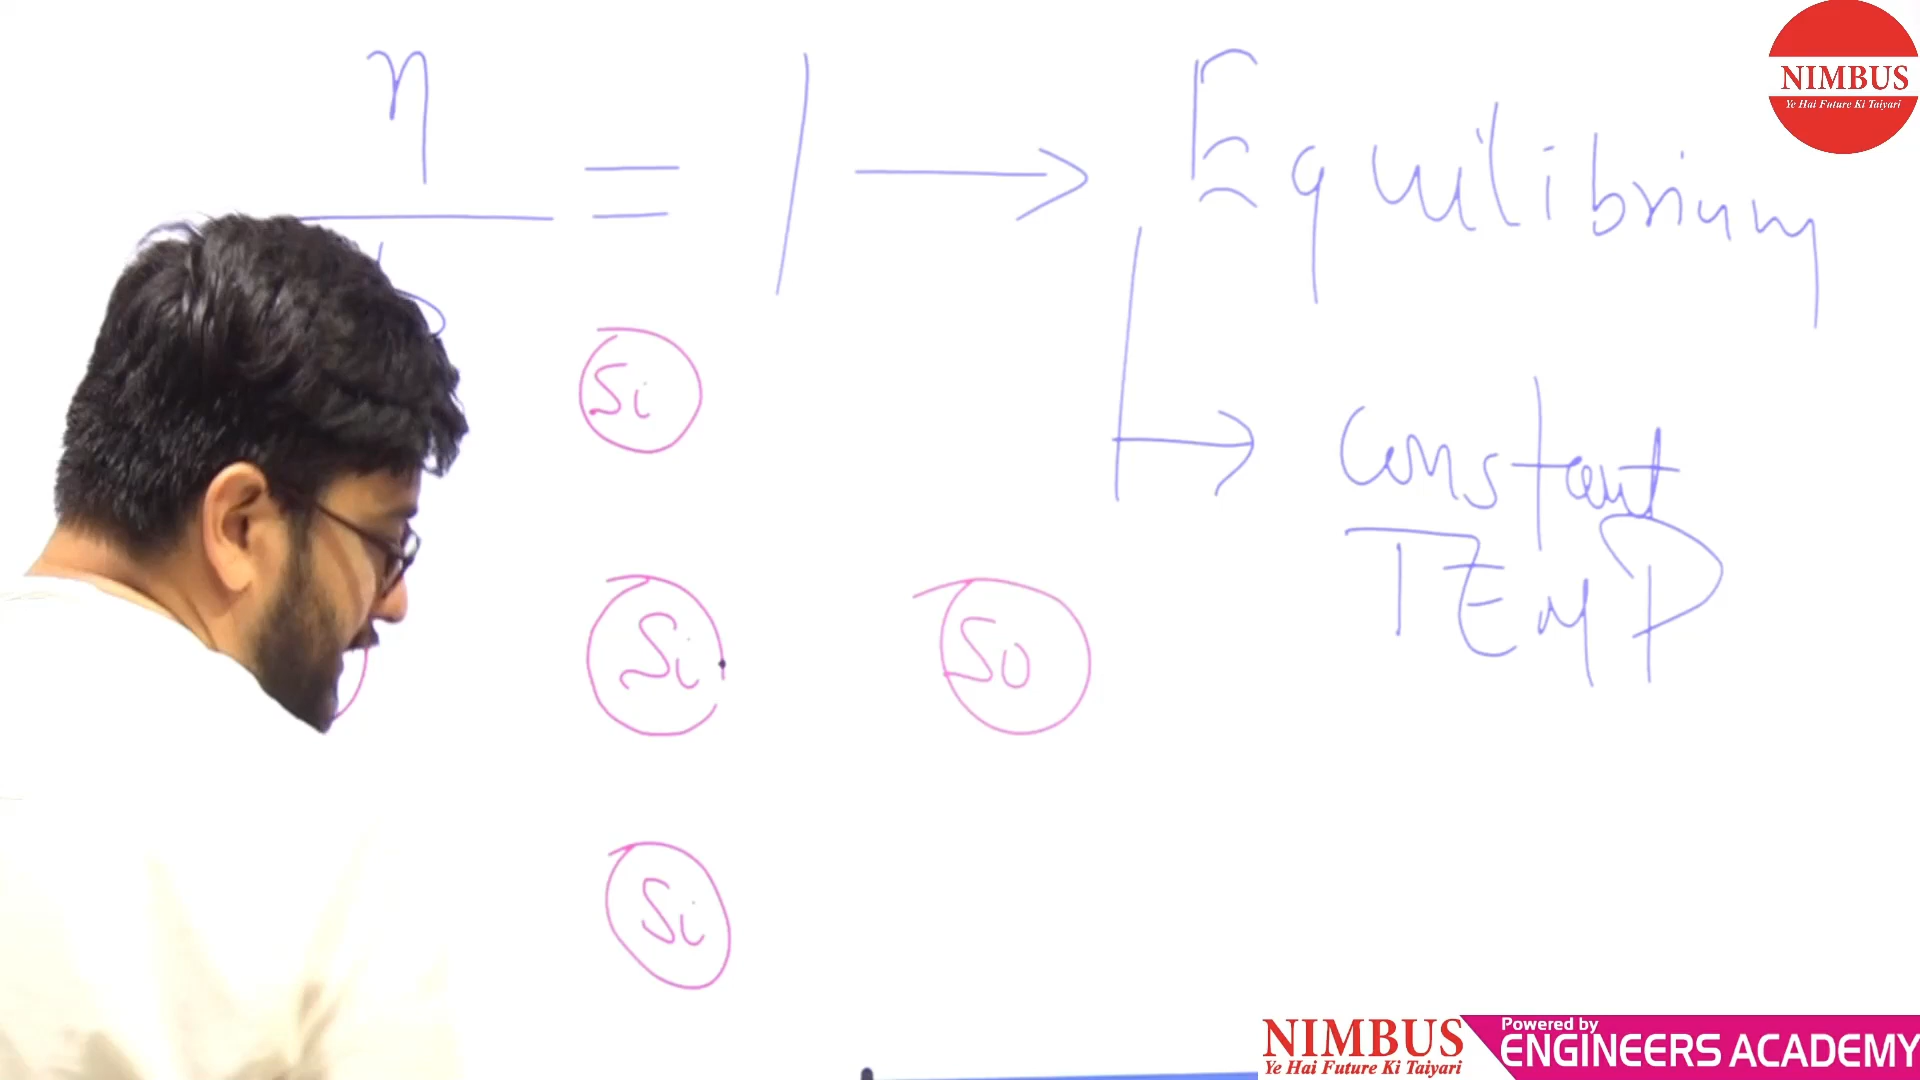 η = 1 → Equilibrium
P
Si
→ constant
TEMP
Si So
Si
NIMBUS
Ye Hai Future Ki Taiyari
NIMBUS
Ye Hai Future Ki Taiyari
Powered by
ENGINEERS ACADEMY